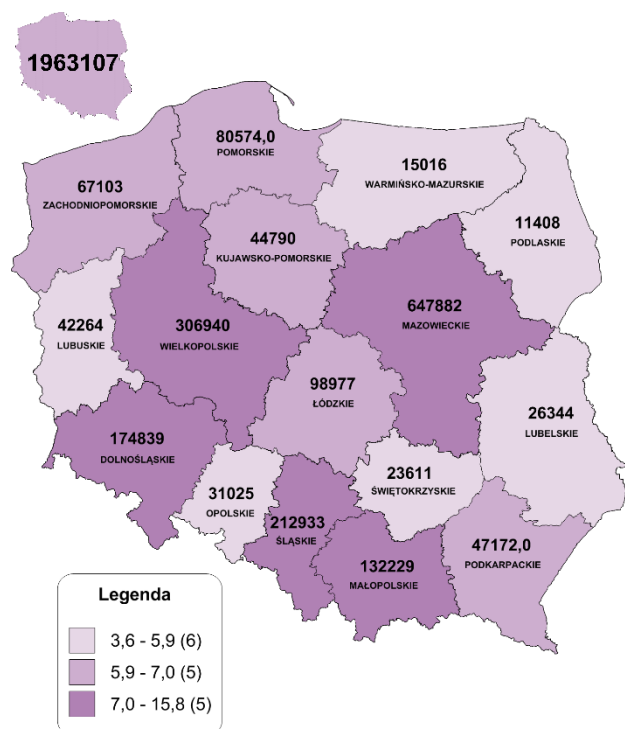 1963107
80574,0
POMORSKIE
15016
WARMIŃSKO-MAZURSKIE
67103
ZACHODNIOPOMORSKIE
11408
PODLASKIE
44790
KUJAWSKO-POMORSKIE
647882
MAZOWIECKIE
42264
LUBUSKIE
306940
WIELKOPOLSKIE
98977
ŁÓDZKIE
26344
LUBELSKIE
174839
DOLNOŚLĄSKIE
31025
OPOLSKIE
23611
ŚWIĘTOKRZYSKIE
212933
ŚLĄSKIE
132229
MAŁOPOLSKIE
47172,0
PODKARPACKIE
Legenda
3,6 - 5,9 (6)
5,9 - 7,0 (5)
7,0 - 15,8 (5)